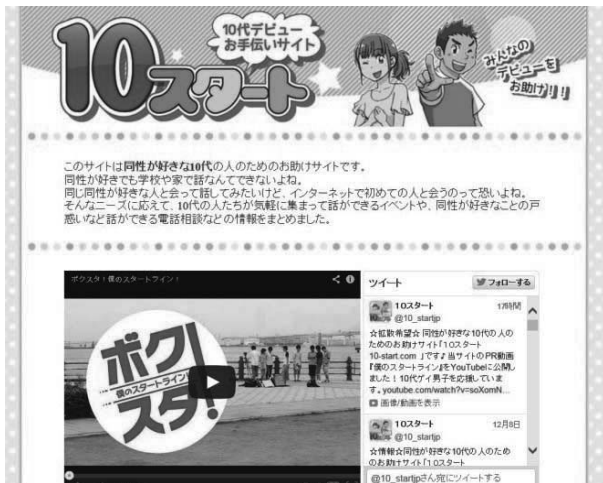 10代デビュー
お手伝いサイト
10スタート
みんなの
デビューを
お助け!!
このサイトは同性が好きな10代の人のためのお助けサイトです。
同性が好きでも学校や家で話なんてできないよね。
同じ同性が好きな人と会って話してみたいけど、インターネットで初めての人と会うのって恐いよね。
そんなニーズに応えて、10代の人たちが気軽に集まって話ができるイベントや、同性が好きなことの戸
惑いなど話ができる電話相談などの情報をまとめました。
ボクスタ!僕のスタートライン!
ボク
僕のスタートライン
スタ!
ツイート
フォローする
10スタート
17時間
@10_startjp
☆拡散希望☆ 同性が好きな10代の人の
ためのお助けサイト「10スタート
10-start.com 」です♪当サイトのPR動画
『僕のスタートライン』をYouTubeに公開し
ました!10代ゲイ男子を応援していま
す。youtube.com/watch?v=soXomN...
画像/動画を表示
10スタート
12月8日
@10_startjp
☆情報☆同性が好きな10代の人のため
のお助けサイト「10スタート
@10_startjpさん宛にツイートする